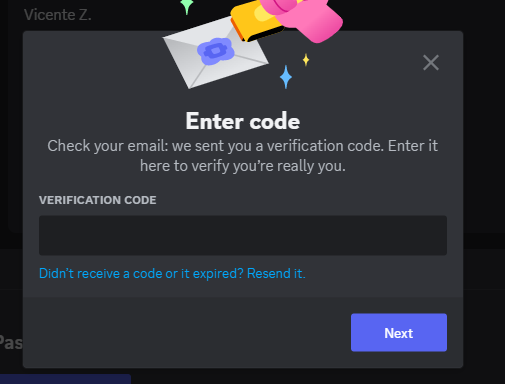 Vicente Z.
Enter code
Check your email: we sent you a verification code. Enter it
here to verify you're really you.
VERIFICATION CODE
Didn't receive a code or it expired? Resend it.
Next
Pas